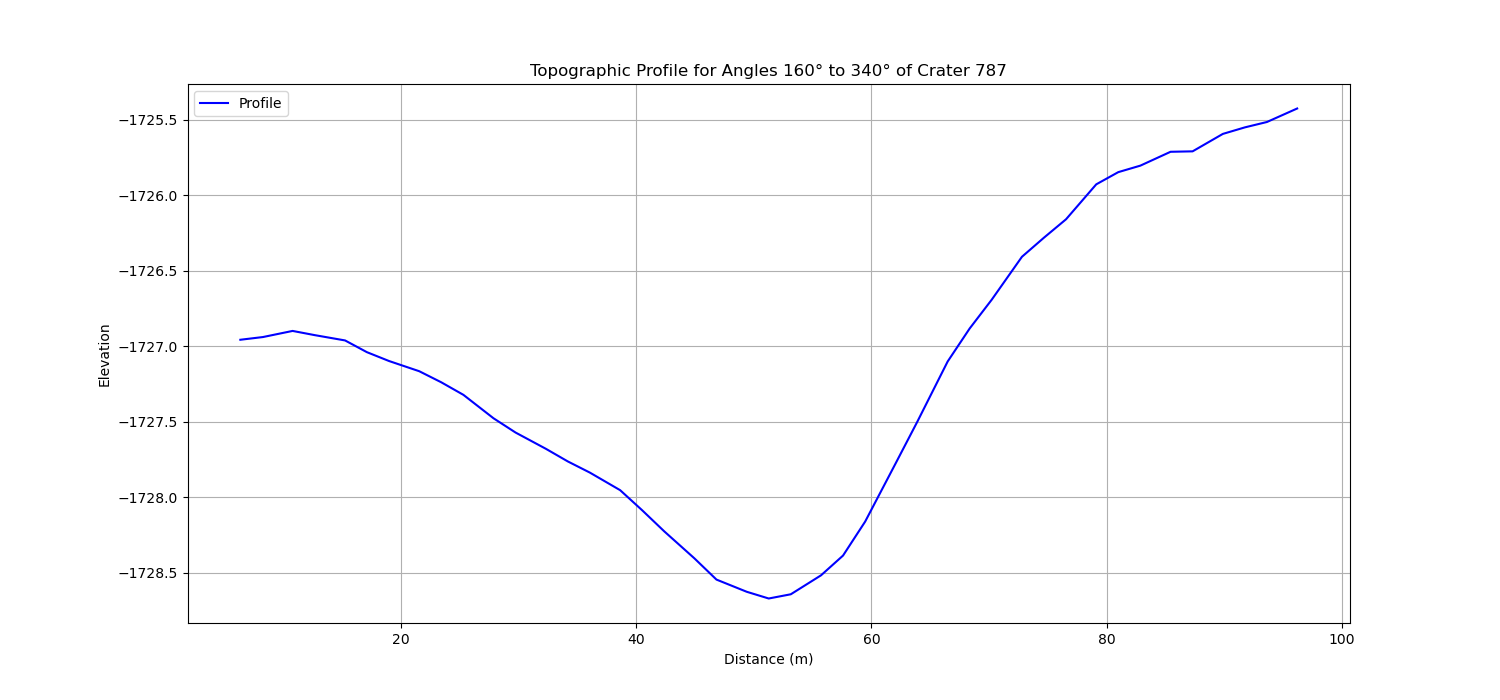 Topographic Profile for Angles 160° to 340° of Crater 787
Profile
−1725.5
−1726.0
−1726.5
−1727.0
−1727.5
−1728.0
−1728.5
Elevation
20 40 60 80 100
Distance (m)